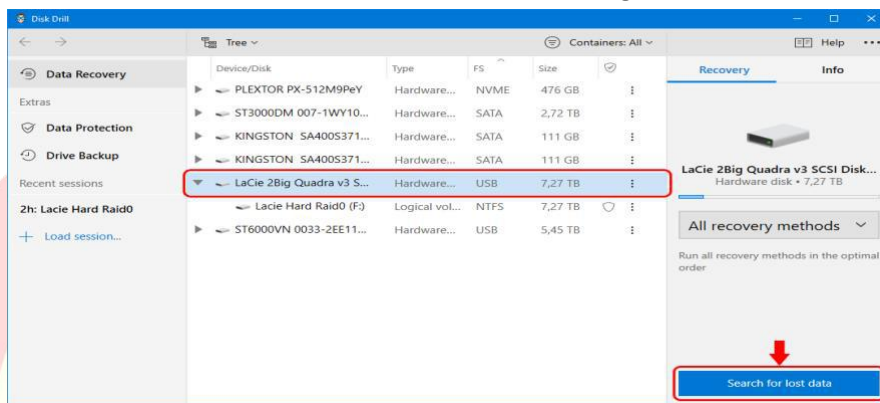 Disk Drill
Tree
Containers: All
Help
Data Recovery
Extras
Data Protection
Drive Backup
Recent sessions
2h: Lacie Hard Raid0
Load session...
Device/Disk Type FS Size
PLEXTOR PX-512M9PeY Hardware... NVME 476 GB
ST3000DM 007-1WY10... Hardware... SATA 2,72 TB
KINGSTON SA400S371... Hardware... SATA 111 GB
KINGSTON SA400S371... Hardware... SATA 111 GB
LaCie 2Big Quadra v3 S... Hardware... USB 7,27 TB
Lacie Hard Raid0 (F:) Logical vol... NTFS 7,27 TB
ST6000VN 0033-2EE11... Hardware... USB 5,45 TB
Recovery Info
LaCie 2Big Quadra v3 SCSI Disk...
Hardware disk • 7,27 TB
All recovery methods
Run all recovery methods in the optimal
order
Search for lost data